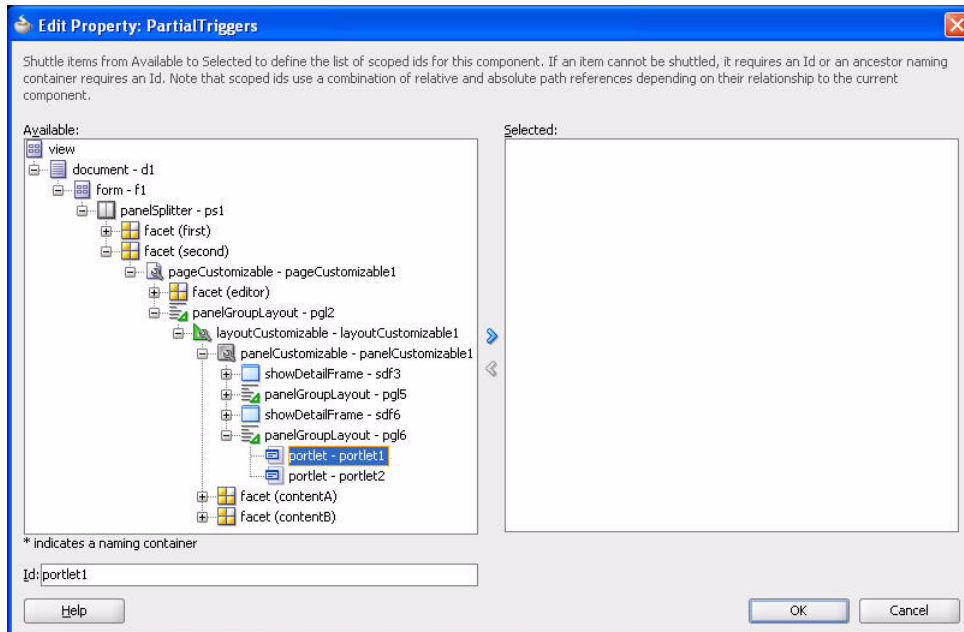 Edit Property: PartialTriggers
Shuttle items from Available to Selected to define the list of scoped ids for this component. If an item cannot be shuttled, it requires an Id or an ancestor naming
container requires an Id. Note that scoped ids use a combination of relative and absolute path references depending on their relationship to the current
component.
Available:
view
document - d1
form - f1
panelSplitter - ps1
facet (first)
facet (second)
pageCustomizable - pageCustomizable1
facet (editor)
panelGroupLayout - pgl2
layoutCustomizable - layoutCustomizable1
panelCustomizable - panelCustomizable1
showDetailFrame - sdf3
panelGroupLayout - pgl5
showDetailFrame - sdf6
panelGroupLayout - pgl6
portlet - portlet1
portlet - portlet2
facet (contentA)
facet (contentB)
* indicates a naming container
Id: portlet1
Selected:
Help
OK
Cancel